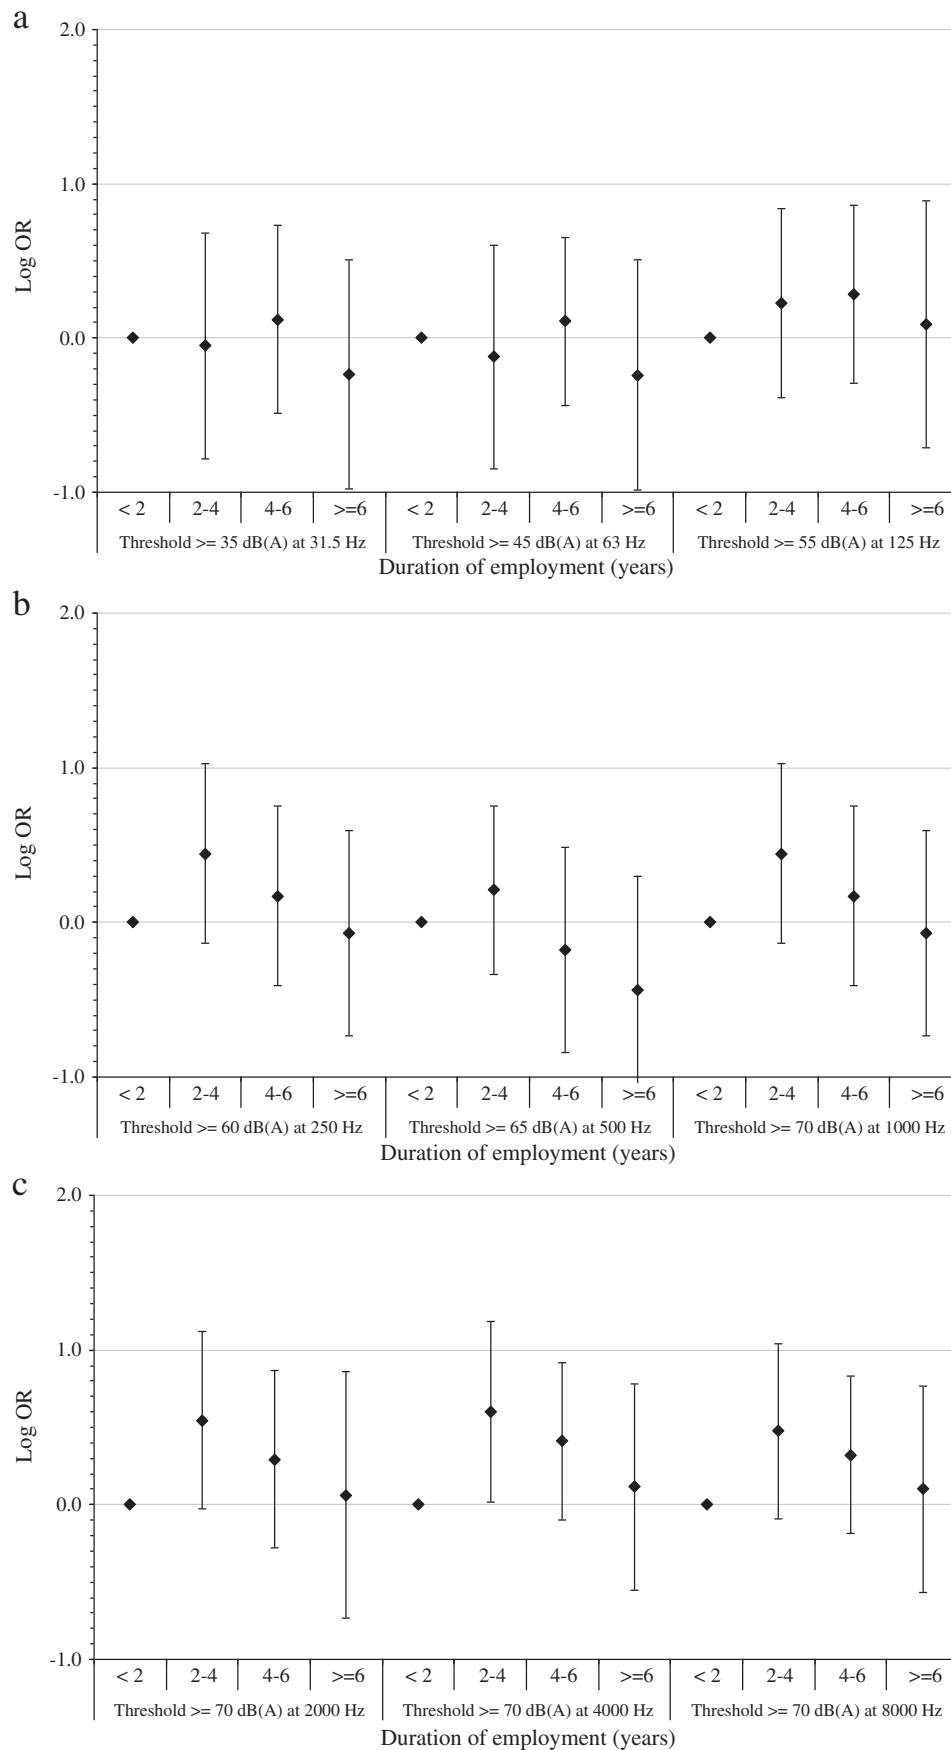 a
2.0
1.0
Log OR
0.0
-1.0
< 2 2-4 4-6 >=6 < 2 2-4 4-6 >=6 < 2 2-4 4-6 >=6
Threshold >= 35 dB(A) at 31.5 Hz Threshold >= 45 dB(A) at 63 Hz Threshold >= 55 dB(A) at 125 Hz
Duration of employment (years)
b
2.0
1.0
Log OR
0.0
-1.0
< 2 2-4 4-6 >=6 < 2 2-4 4-6 >=6 < 2 2-4 4-6 >=6
Threshold >= 60 dB(A) at 250 Hz Threshold >= 65 dB(A) at 500 Hz Threshold >= 70 dB(A) at 1000 Hz
Duration of employment (years)
c
2.0
1.0
Log OR
0.0
-1.0
< 2 2-4 4-6 >=6 < 2 2-4 4-6 >=6 < 2 2-4 4-6 >=6
Threshold >= 70 dB(A) at 2000 Hz Threshold >= 70 dB(A) at 4000 Hz Threshold >= 70 dB(A) at 8000 Hz
Duration of employment (years)